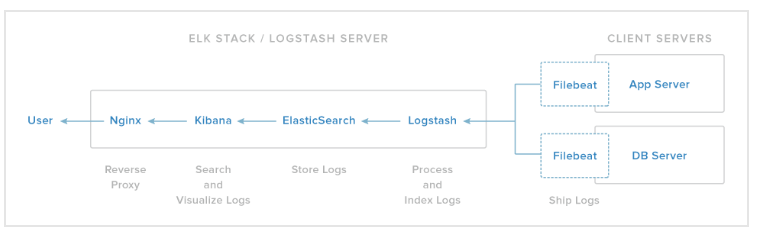 ELK STACK / LOGSTASH SERVER
CLIENT SERVERS
Filebeat
App Server
User
Nginx
Kibana
ElasticSearch
Logstash
Filebeat
DB Server
Reverse
Proxy
Search
and
Visualize Logs
Store Logs
Process
and
Index Logs
Ship Logs